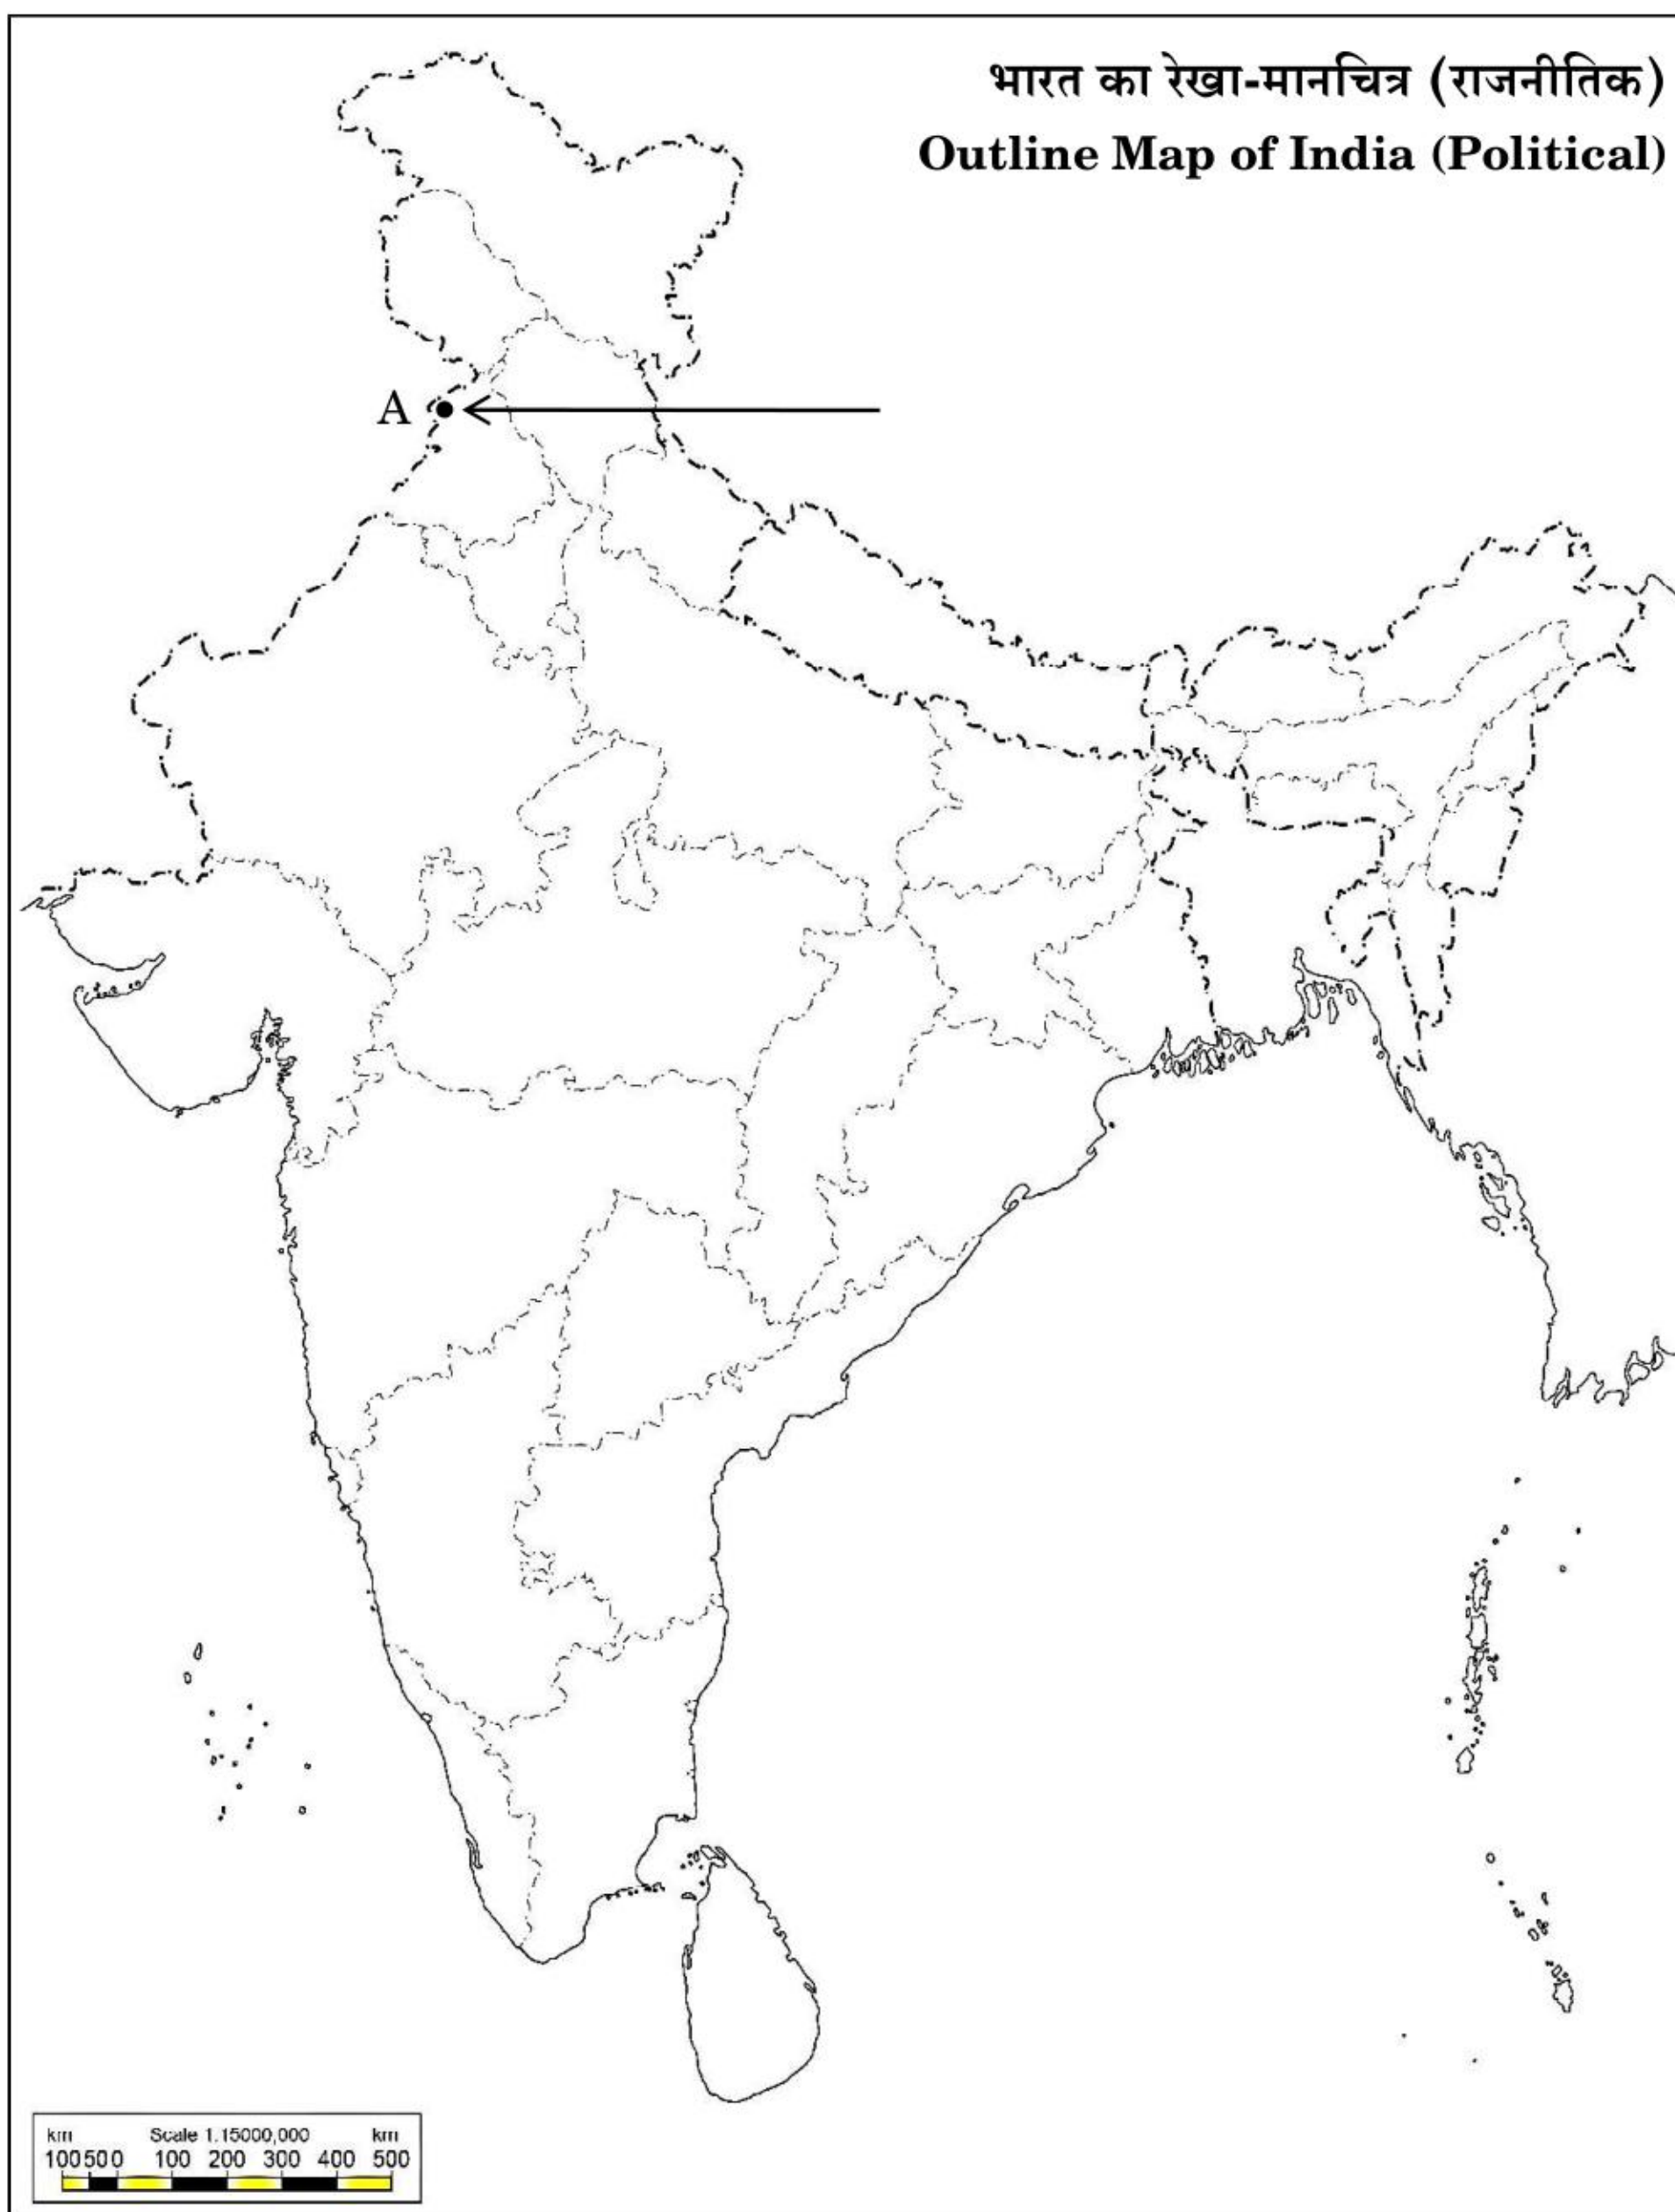 भारत का रेखा-मानचित्र (राजनीतिक)
Outline Map of India (Political)
A
km Scale 1.15000,000 km
100 50 0 100 200 300 400 500